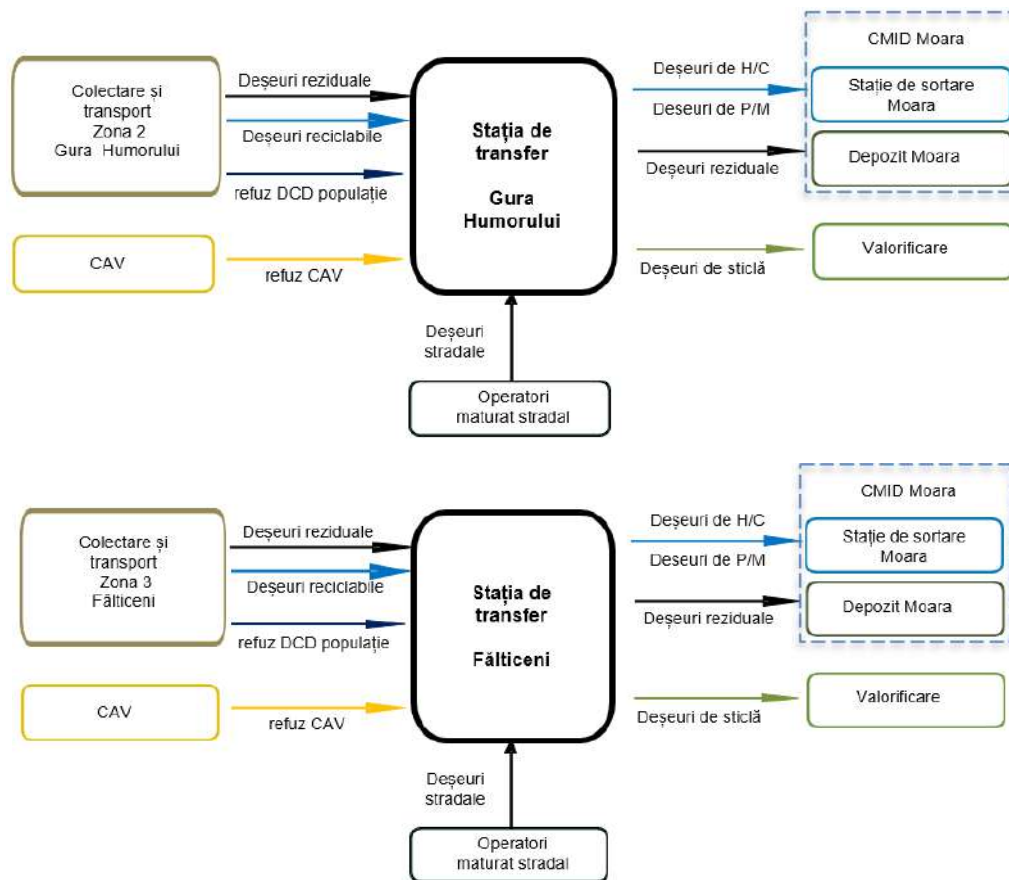 Colectare și
transport
Zona 2
Gura Humorului
CAV
Deșeuri reziduale
Deșeuri reciclabile
refuz DCD populație
refuz CAV
Stația de
transfer
Gura
Humorului
Deșeuri
stradale
Operatori
maturat stradal
Deșeuri de H/C
Deseuri de P/M
Deșeuri reziduale
Deșeuri de sticlă
CMID Moara
Stație de sortare
Moara
Depozit Moara
Valorificare
Colectare și
transport
Zona 3
Fălticeni
CAV
Deșeuri reziduale
Deșeuri reciclabile
refuz DCD populație
refuz CAV
Stația de
transfer
Fălticeni
Deșeuri
stradale
Operatori
maturat stradal
Deșeuri de H/C
Deseuri de P/M
Deșeuri reziduale
Deșeuri de sticlă
CMID Moara
Stație de sortare
Moara
Depozit Moara
Valorificare